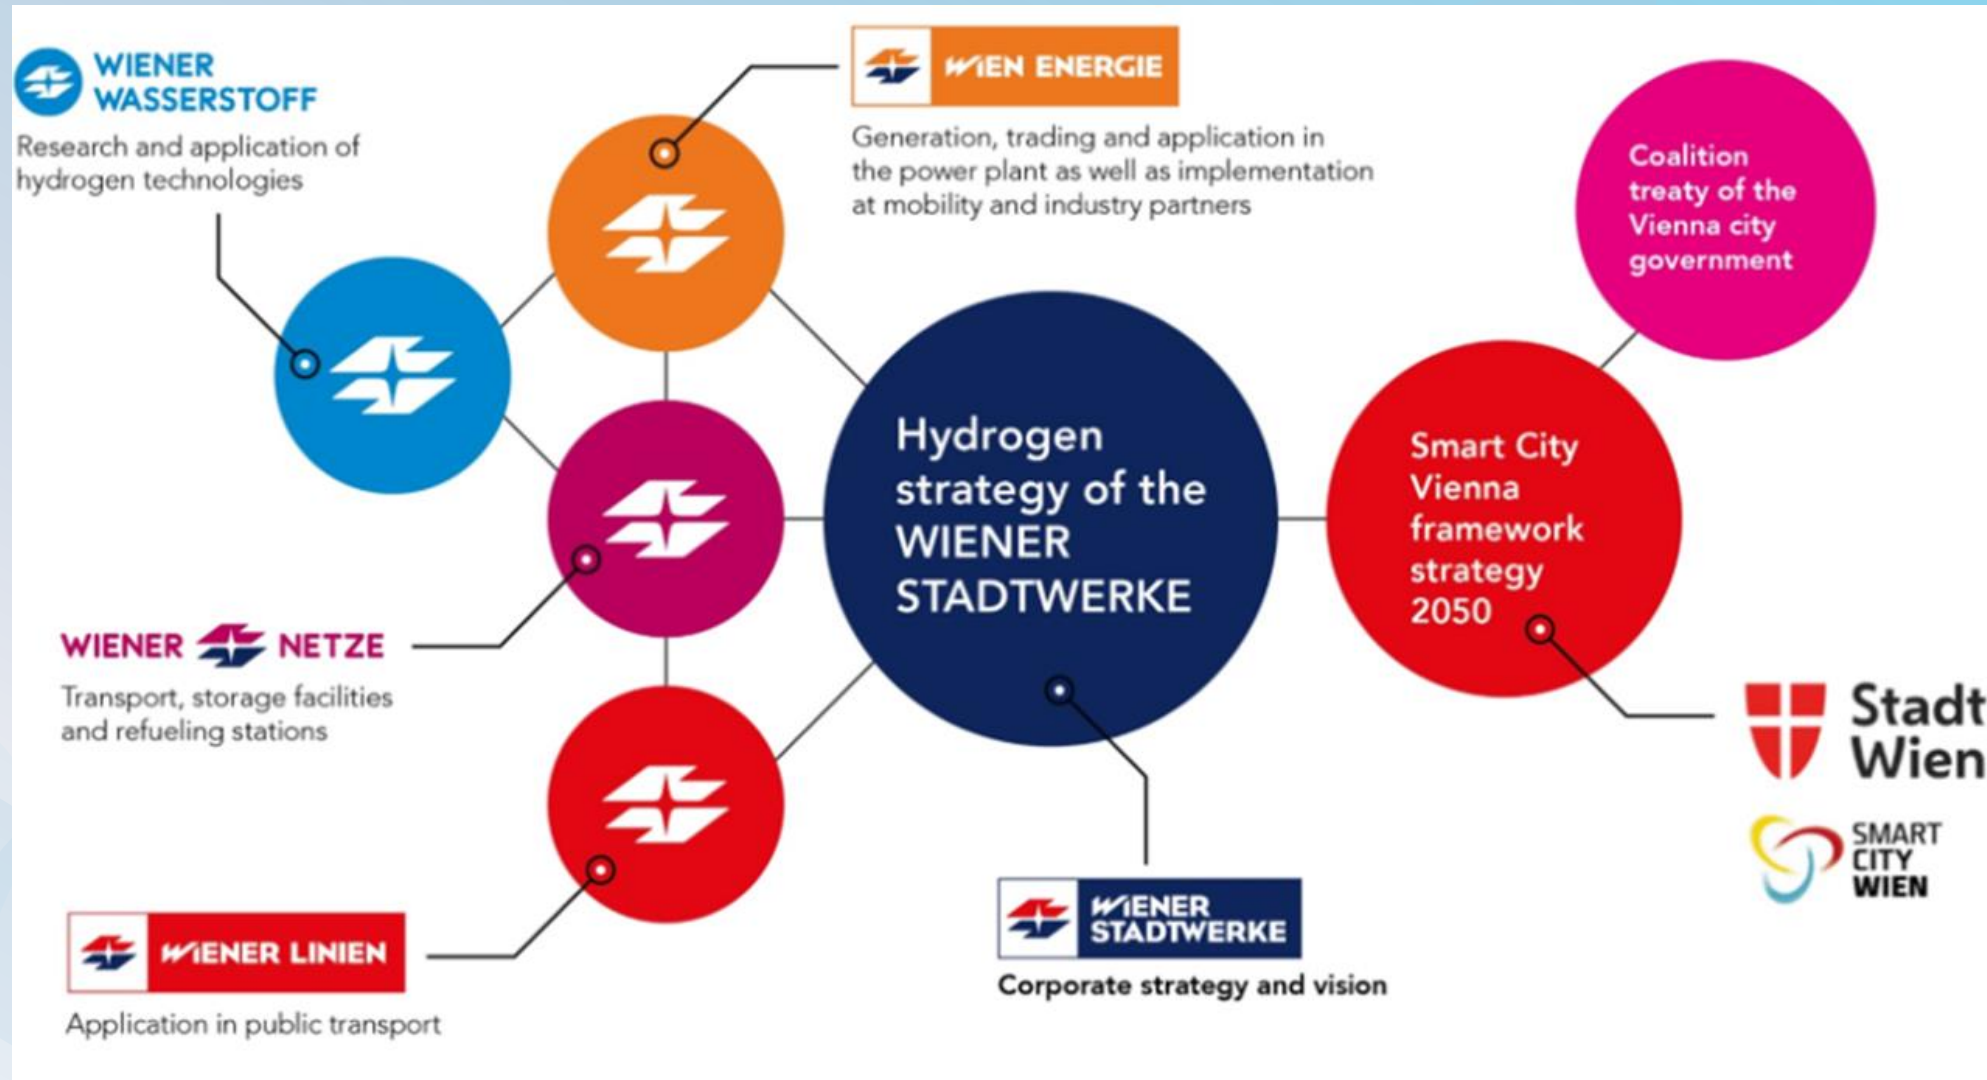 WIENER
WASSERSTOFF
Research and application of
hydrogen technologies
WIEN ENERGIE
Generation, trading and application in
the power plant as well as implementation
at mobility and industry partners
Coalition
treaty of the
Vienna city
government
Hydrogen
strategy of the
WIENER
STADTWERKE
Smart City
Vienna
framework
strategy
2050
WIENER NETZE
Transport, storage facilities
and refueling stations
Stadt
Wien
SMART
CITY
WIEN
WIENER LINIEN
Application in public transport
WIENER
STADTWERKE
Corporate strategy and vision